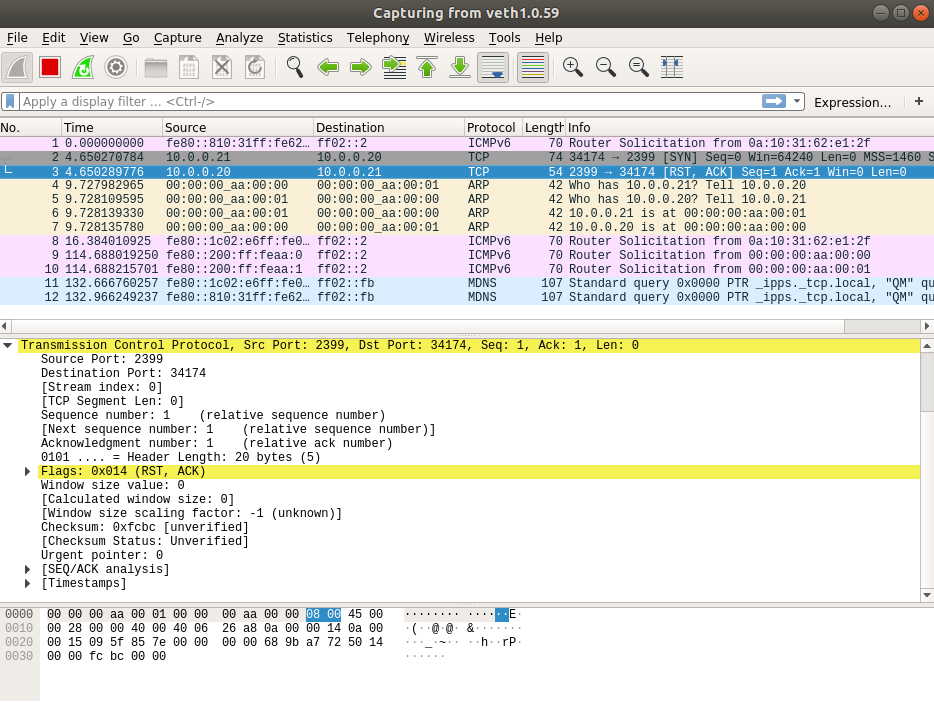 Capturing from veth1.0.59
File Edit View Go Capture Analyze Statistics Telephony Wireless Tools Help
Apply a display filter ... <Ctrl-/> Expression... +
No. Time Source Destination Protocol Length Info
1 0.000000000 fe80::810:31ff:fe62… ff02::2 ICMPv6 70 Router Solicitation from 0a:10:31:62:e1:2f
2 4.650270784 10.0.0.21 10.0.0.20 TCP 74 34174 → 2399 [SYN] Seq=0 Win=64240 Len=0 MSS=1460 S
3 4.650289776 10.0.0.20 10.0.0.21 TCP 54 2399 → 34174 [RST, ACK] Seq=1 Ack=1 Win=0 Len=0
4 9.727982965 00:00:00_aa:00:00 00:00:00_aa:00:01 ARP 42 Who has 10.0.0.21? Tell 10.0.0.20
5 9.728109595 00:00:00_aa:00:01 00:00:00_aa:00:00 ARP 42 Who has 10.0.0.20? Tell 10.0.0.21
6 9.728139330 00:00:00_aa:00:01 00:00:00_aa:00:00 ARP 42 10.0.0.21 is at 00:00:00:aa:00:01
7 9.728135780 00:00:00_aa:00:00 00:00:00_aa:00:01 ARP 42 10.0.0.20 is at 00:00:00:aa:00:00
8 16.384010925 fe80::1c02:e6ff:fe0… ff02::2 ICMPv6 70 Router Solicitation from 0a:10:31:62:e1:2f
9 114.688019250 fe80::200:ff:feaa:0 ff02::2 ICMPv6 70 Router Solicitation from 00:00:00:aa:00:00
10 114.688215701 fe80::200:ff:feaa:1 ff02::2 ICMPv6 70 Router Solicitation from 00:00:00:aa:00:01
11 132.666760257 fe80::1c02:e6ff:fe0… ff02::fb MDNS 107 Standard query 0x0000 PTR _ipps._tcp.local, "QM" qu
12 132.966249237 fe80::810:31ff:fe62… ff02::fb MDNS 107 Standard query 0x0000 PTR _ipps._tcp.local, "QM" qu
Transmission Control Protocol, Src Port: 2399, Dst Port: 34174, Seq: 1, Ack: 1, Len: 0
Source Port: 2399
Destination Port: 34174
[Stream index: 0]
[TCP Segment Len: 0]
Sequence number: 1    (relative sequence number)
[Next sequence number: 1    (relative sequence number)]
Acknowledgment number: 1    (relative ack number)
0101 .... = Header Length: 20 bytes (5)
Flags: 0x014 (RST, ACK)
Window size value: 0
[Calculated window size: 0]
[Window size scaling factor: -1 (unknown)]
Checksum: 0xfcbc [unverified]
[Checksum Status: Unverified]
Urgent pointer: 0
[SEQ/ACK analysis]
[Timestamps]
0000 00 00 00 aa 00 01 00 00 00 aa 00 00 08 00 45 00 ········ ······E·
0010 00 28 00 00 40 00 40 06 26 a8 0a 00 00 14 0a 00 ·(··@·@· &·······
0020 00 15 09 5f 85 7e 00 00 00 00 68 9b a7 72 50 14 ···_·~·· ··h··rP·
0030 00 00 fc bc 00 00 ······